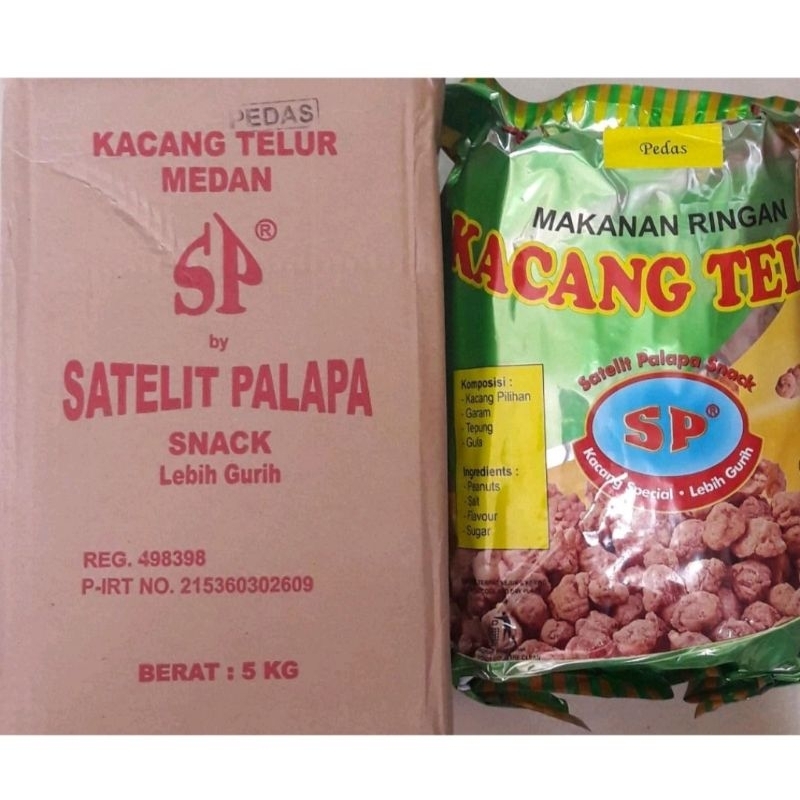 PEDAS
KACANG TELUR
MEDAN
SP®
by
SATELIT PALAPA
SNACK
Lebih Gurih
REG. 498398
P-IRT NO. 215360302609
BERAT : 5 KG
Pedas
MAKANAN RINGAN
KACANG TEL
Satelit Palapa Snack
SP®
Kacang Special • Lebih Gurih
Komposisi :
- Kacang Pilihan
- Garam
- Tepung
- Gula
Ingredients :
- Peanuts
- Salt
- Flavour
- Sugar